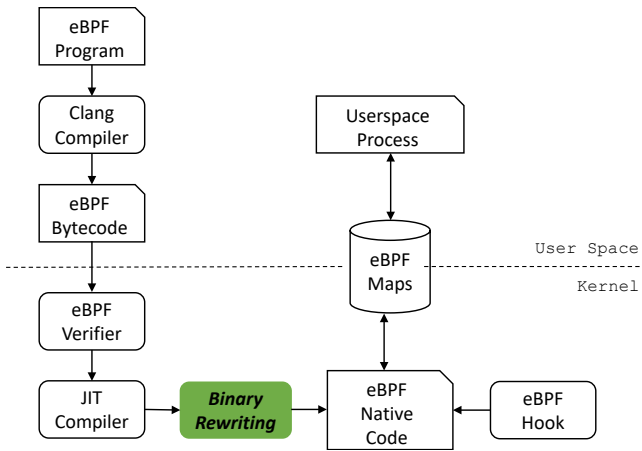 eBPF
Program
Clang
Compiler
eBPF
Bytecode
Userspace
Process
eBPF
Maps
User Space
Kernel
eBPF
Verifier
JIT
Compiler
Binary
Rewriting
eBPF
Native
Code
eBPF
Hook